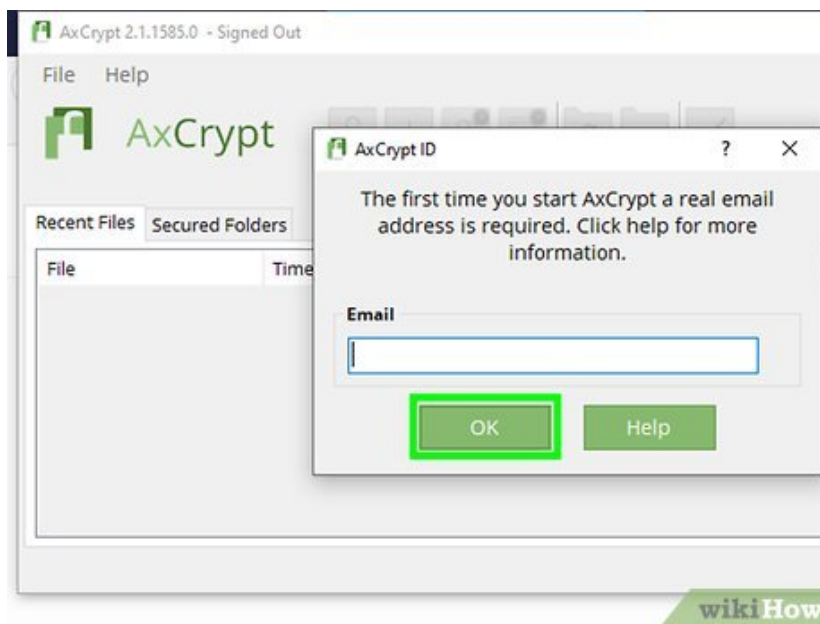 AxCrypt 2.1.1585.0 - Signed Out
File Help
AxCrypt
AxCrypt ID ? ×
The first time you start AxCrypt a real email
address is required. Click help for more
information.
Recent Files Secured Folders
File Time
Email
OK Help
wikiHow